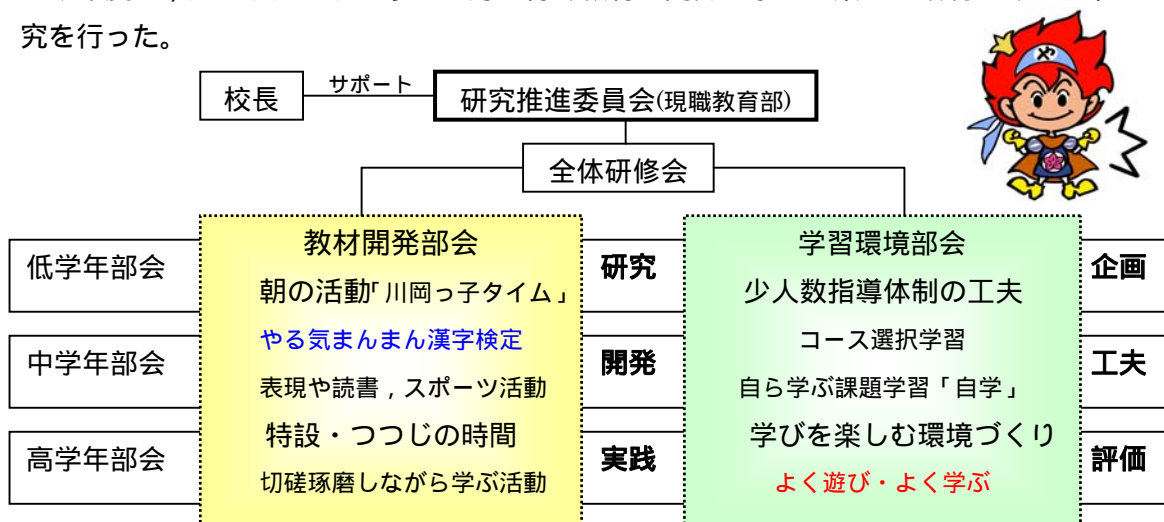 究を行った。
校長
サポート
研究推進委員会(現職教育部)
全体研修会
や
低学年部会
中学年部会
高学年部会
教材開発部会
朝の活動「川岡っ子タイム」
やる気まんまん漢字検定
表現や読書，スポーツ活動
特設・つつじの時間
切磋琢磨しながら学ぶ活動
研究
開発
実践
学習環境部会
少人数指導体制の工夫
コース選択学習
自ら学ぶ課題学習「自学」
学びを楽しむ環境づくり
よく遊び・よく学ぶ
企画
工夫
評価